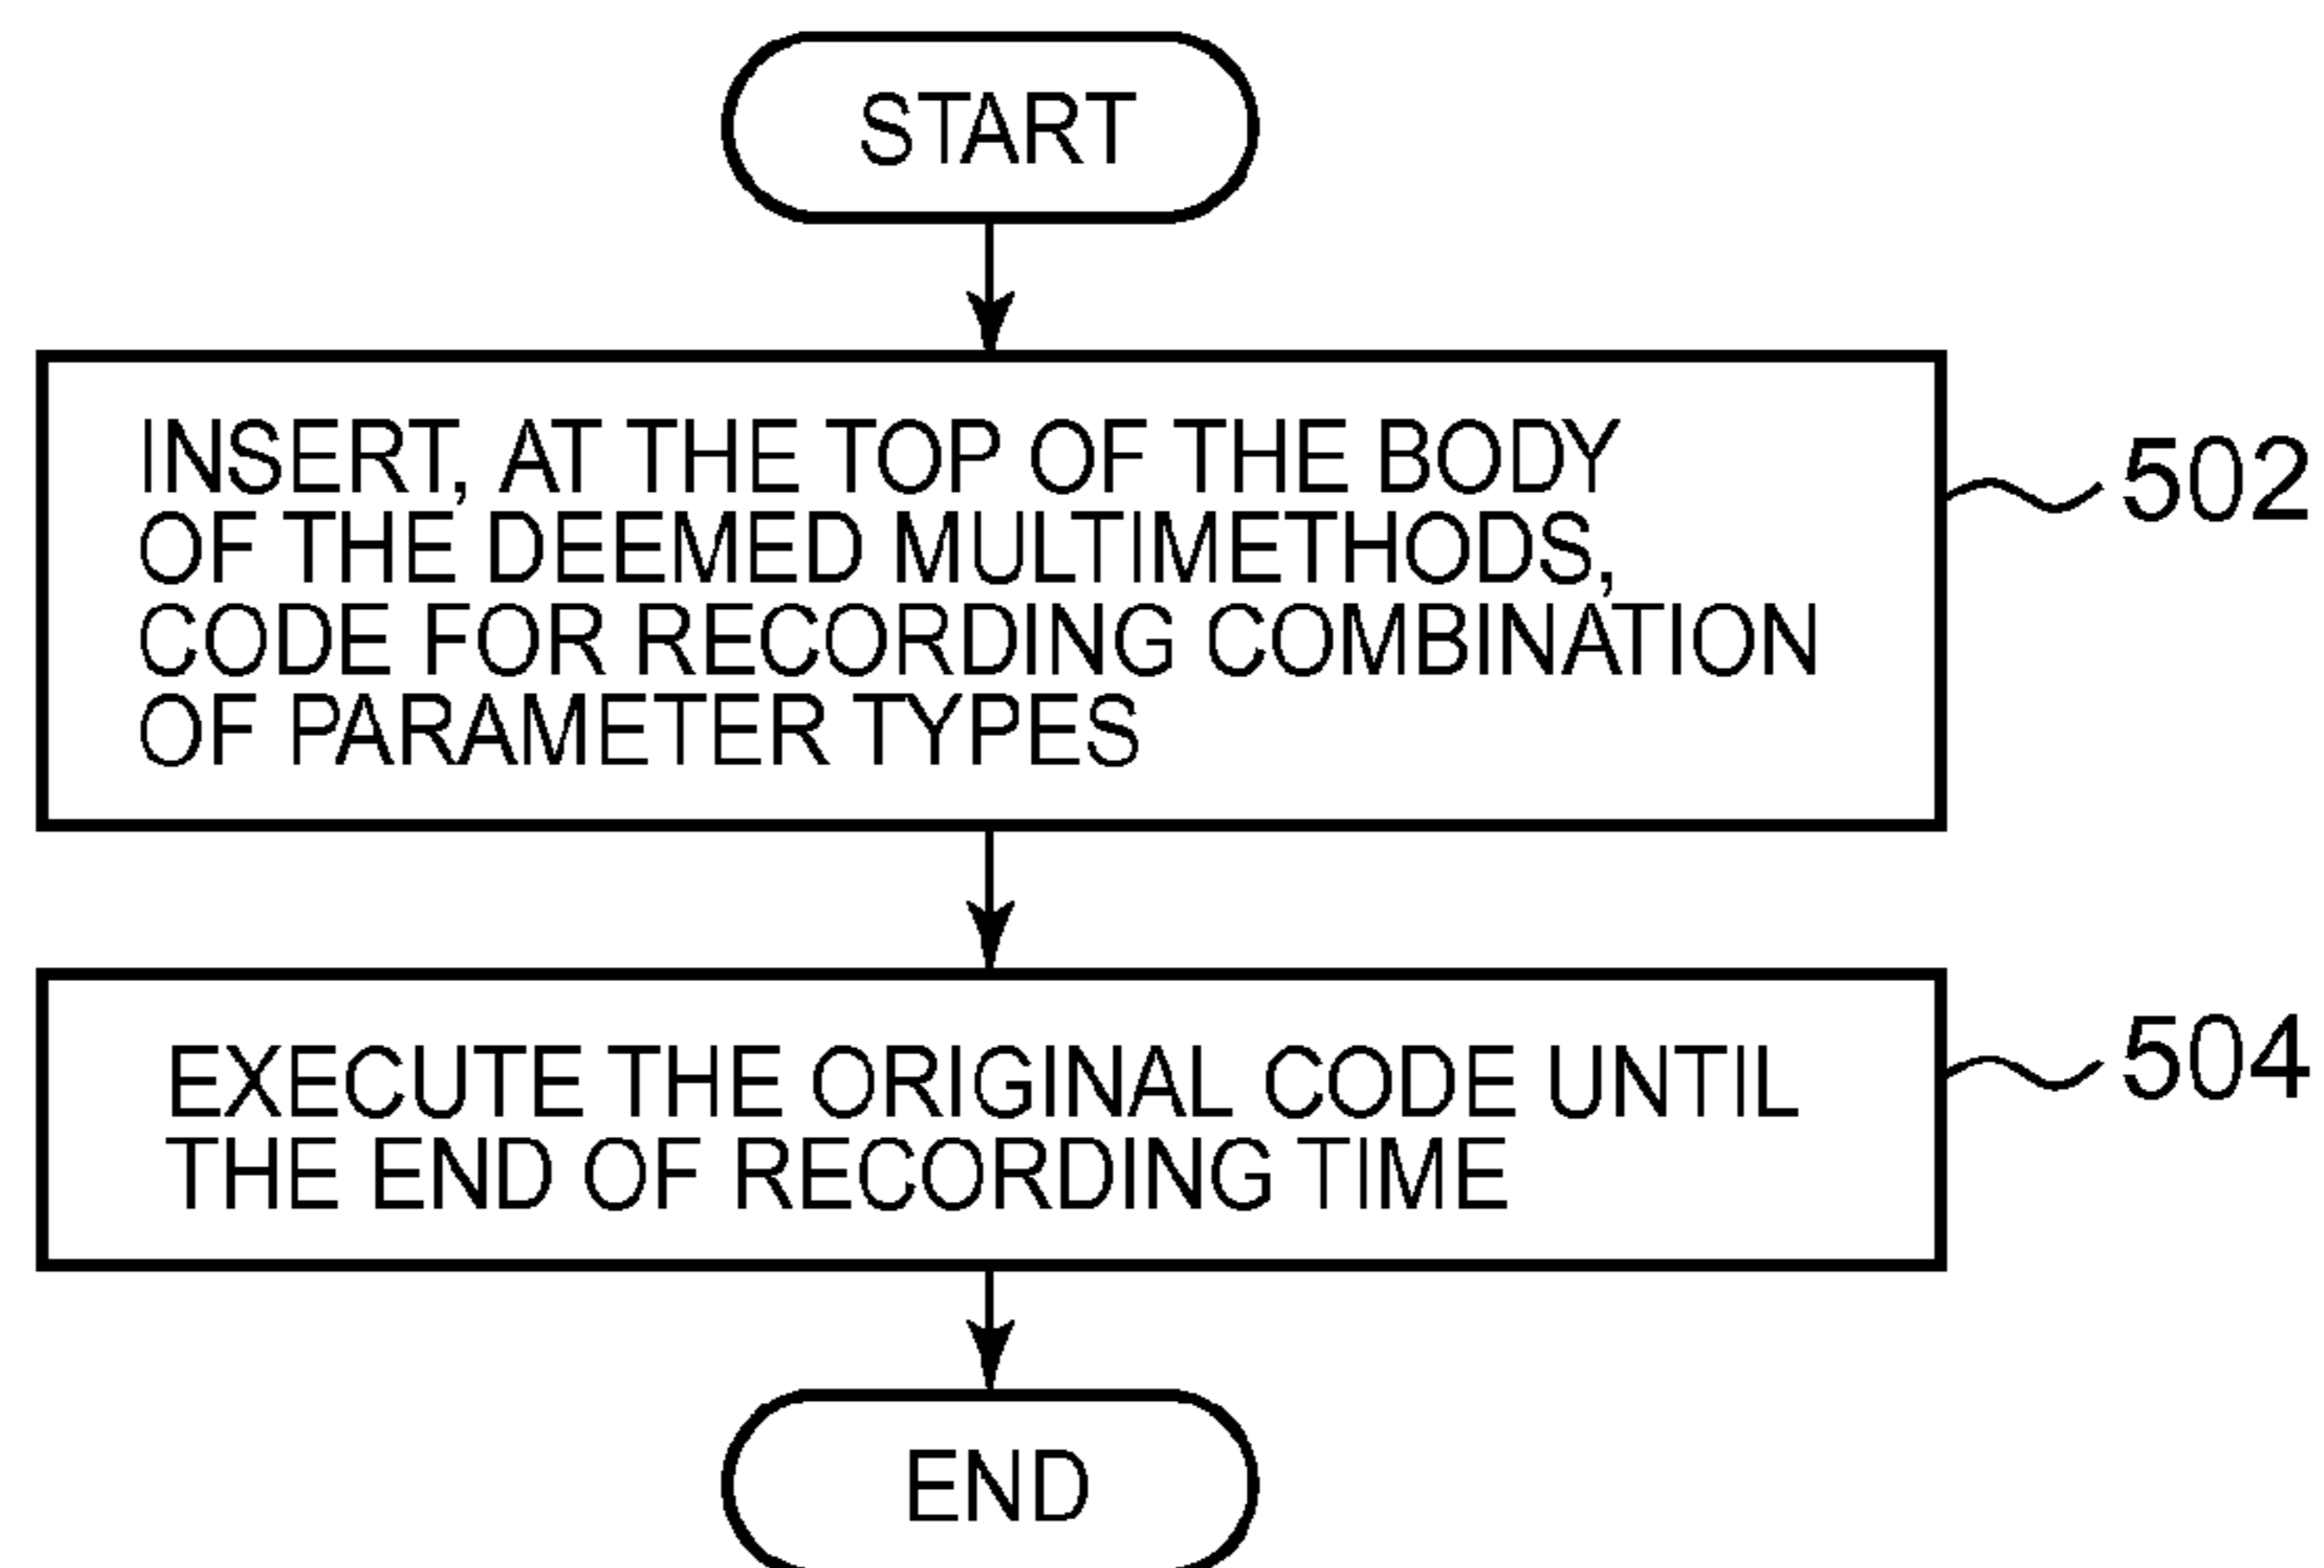 START
INSERT, AT THE TOP OF THE BODY
OF THE DEEMED MULTIMETHODS,
CODE FOR RECORDING COMBINATION
OF PARAMETER TYPES
502
EXECUTE THE ORIGINAL CODE UNTIL
THE END OF RECORDING TIME
504
END